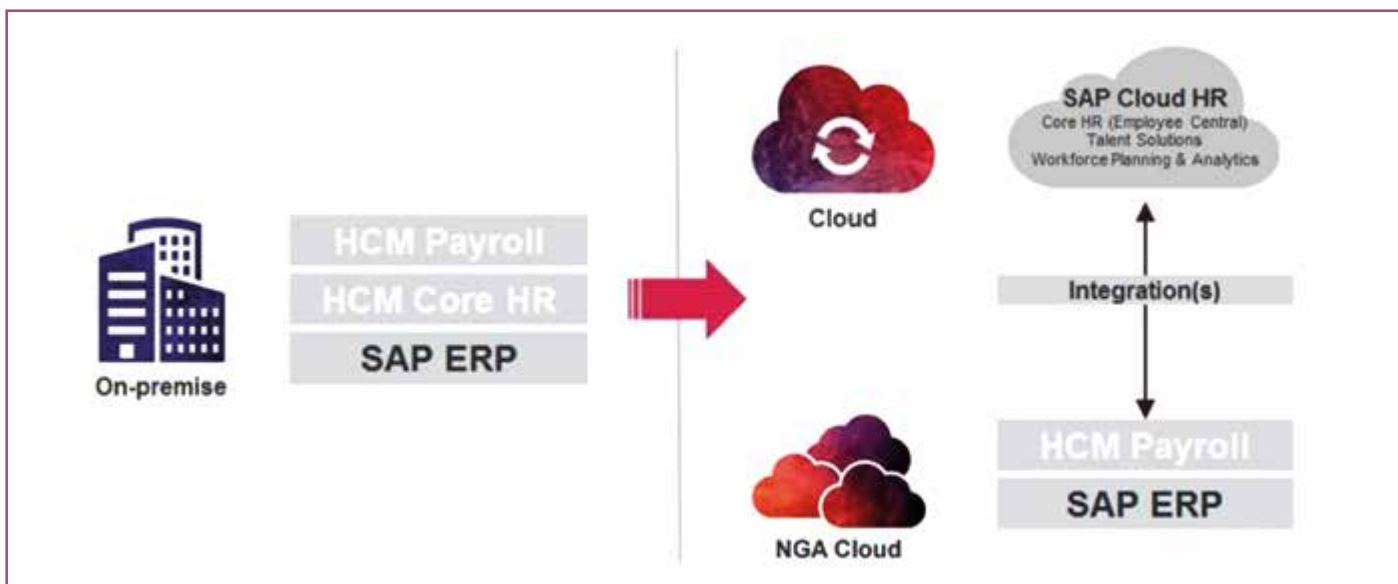 HCM Payroll
HCM Core HR
SAP ERP
On-premise
Cloud
SAP Cloud HR
Core HR (Employee Central)
Talent Solutions
Workforce Planning & Analytics
Integration(s)
NGA Cloud
HCM Payroll
SAP ERP